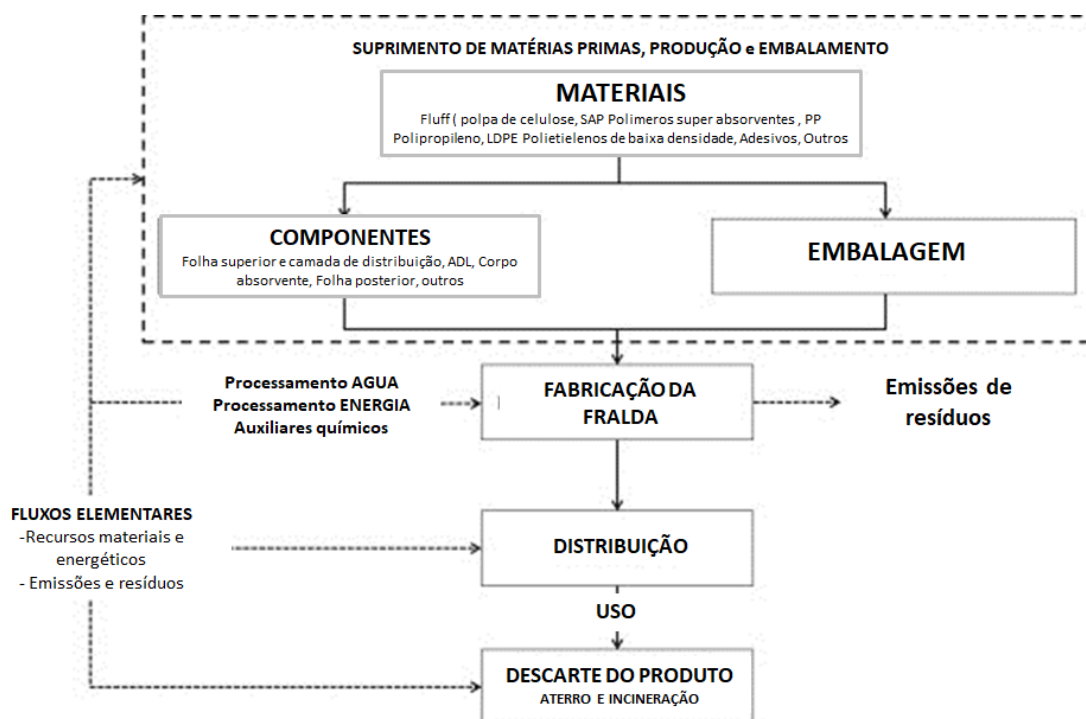 SUPRIMENTO DE MATÉRIAS PRIMAS, PRODUÇÃO e EMBALAMENTO
MATERIAIS
Fluff ( polpa de celulose, SAP Polimeros super absorventes , PP
Polipropileno, LDPE Polietielenos de baixa densidade, Adesivos, Outros
COMPONENTES
Folha superior e camada de distribuição, ADL, Corpo
absorvente, Folha posterior, outros
EMBALAGEM
Processamento AGUA
Processamento ENERGIA
Auxiliares químicos
FABRICAÇÃO DA
FRALDA
Emissões de
resíduos
FLUXOS ELEMENTARES
-Recursos materiais e
energéticos
- Emissões e resíduos
DISTRIBUIÇÃO
USO
DESCARTE DO PRODUTO
ATERRO E INCINERAÇÃO